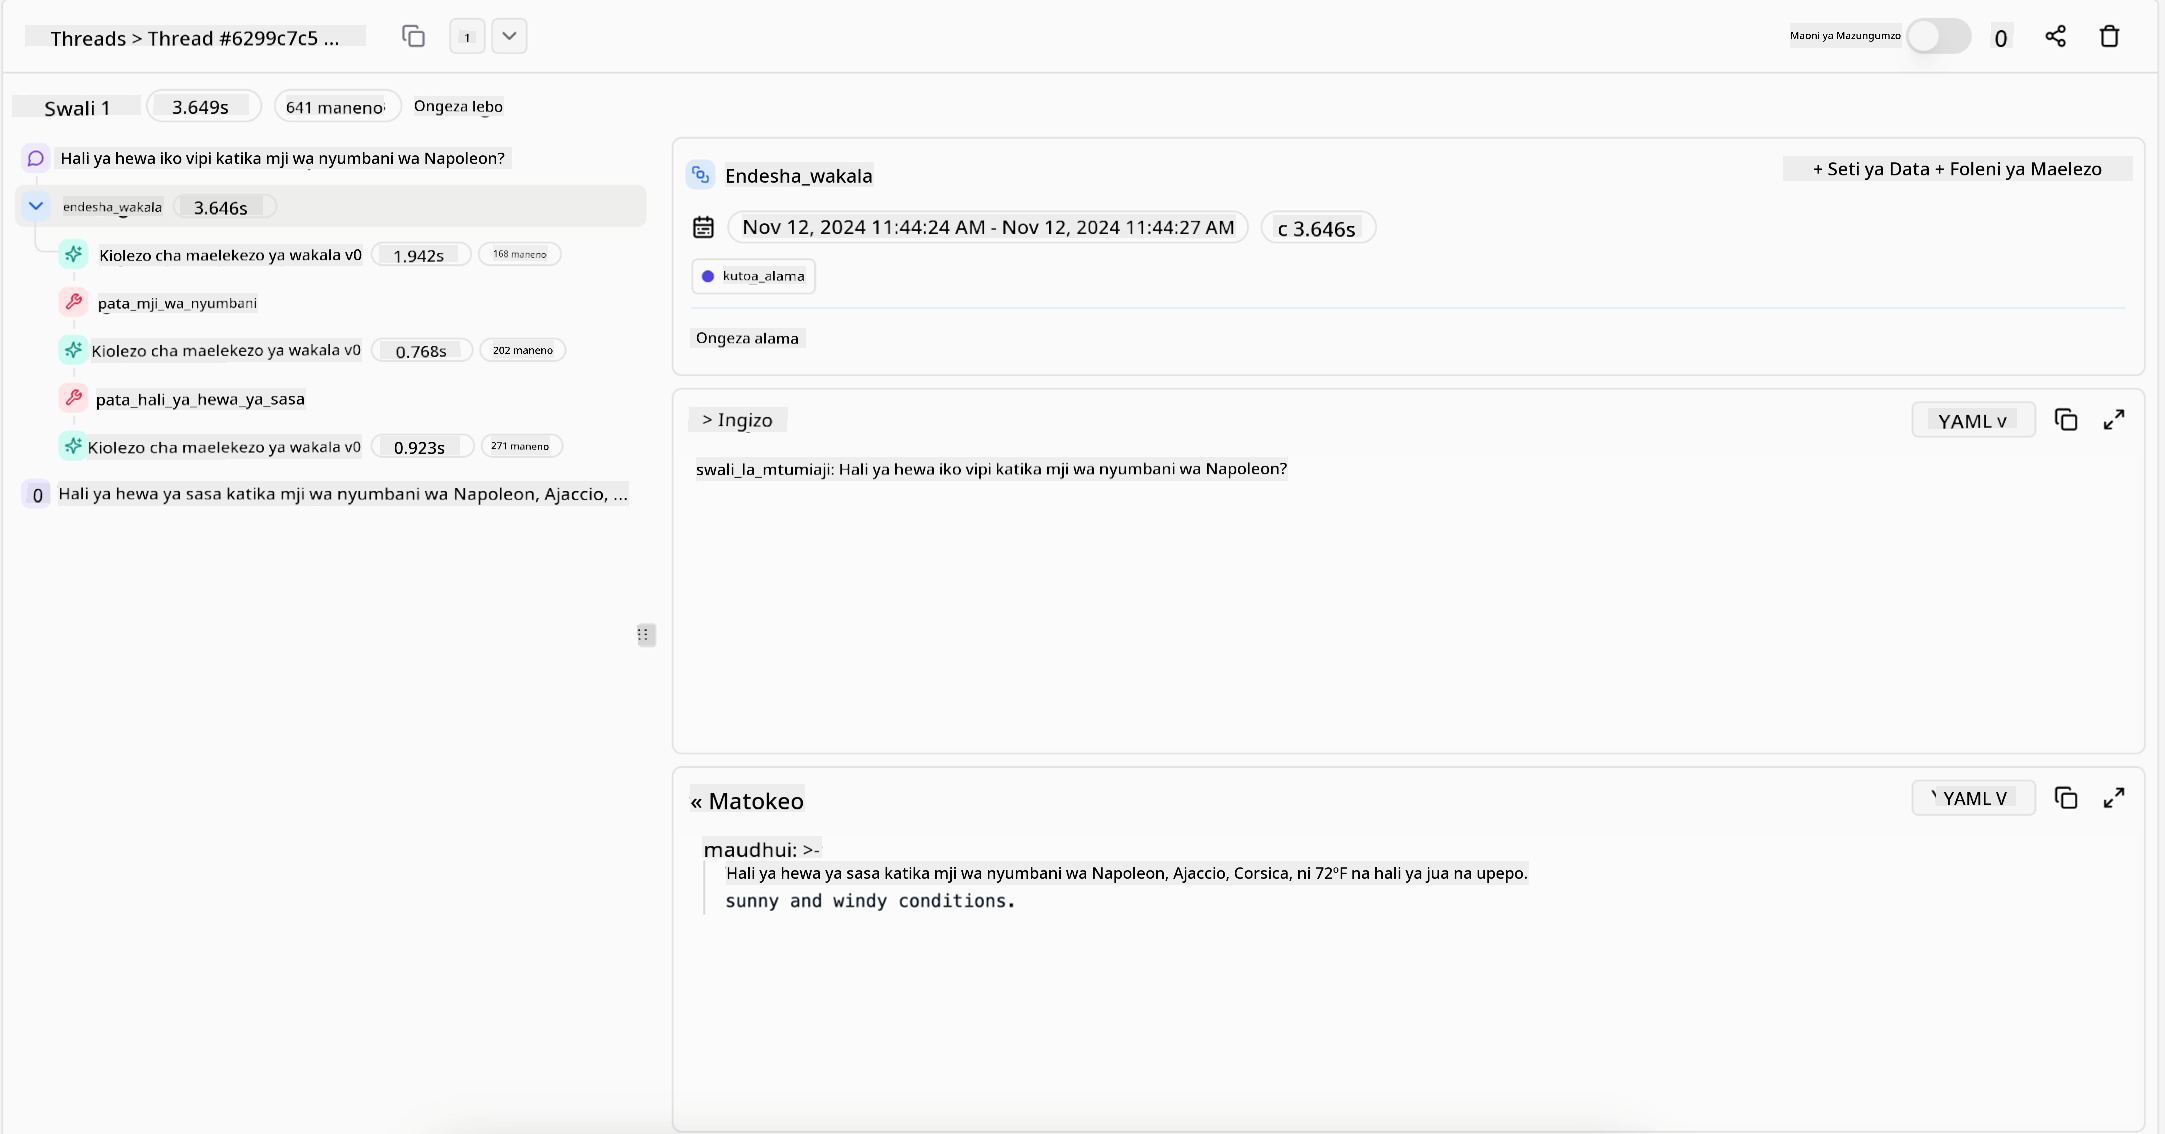 Threads > Thread #6299c7c5 ...
1
Maoni ya Mazungumzo
0
Swali 1
3.649s
641 maneno
Ongeza lebo
Hali ya hewa iko vipi katika mji wa nyumbani wa Napoleon?
endesha_wakala
3.646s
Kiolezo cha maelekezo ya wakala v0
1.942s
168 maneno
pata_mji_wa_nyumbani
Kiolezo cha maelekezo ya wakala v0
0.768s
202 maneno
pata_hali_ya_hewa_ya_sasa
Kiolezo cha maelekezo ya wakala v0
0.923s
271 maneno
0
Hali ya hewa ya sasa katika mji wa nyumbani wa Napoleon, Ajaccio, ...
Endesha_wakala
+ Seti ya Data + Foleni ya Maelezo
Nov 12, 2024 11:44:24 AM - Nov 12, 2024 11:44:27 AM
c 3.646s
kutoa_alama
Ongeza alama
> Ingizo
YAML v
swali_la_mtumiaji: Hali ya hewa iko vipi katika mji wa nyumbani wa Napoleon?
« Matokeo
YAML V
maudhui: >-
Hali ya hewa ya sasa katika mji wa nyumbani wa Napoleon, Ajaccio, Corsica, ni 72°F na hali ya jua na upepo.
sunny and windy conditions.